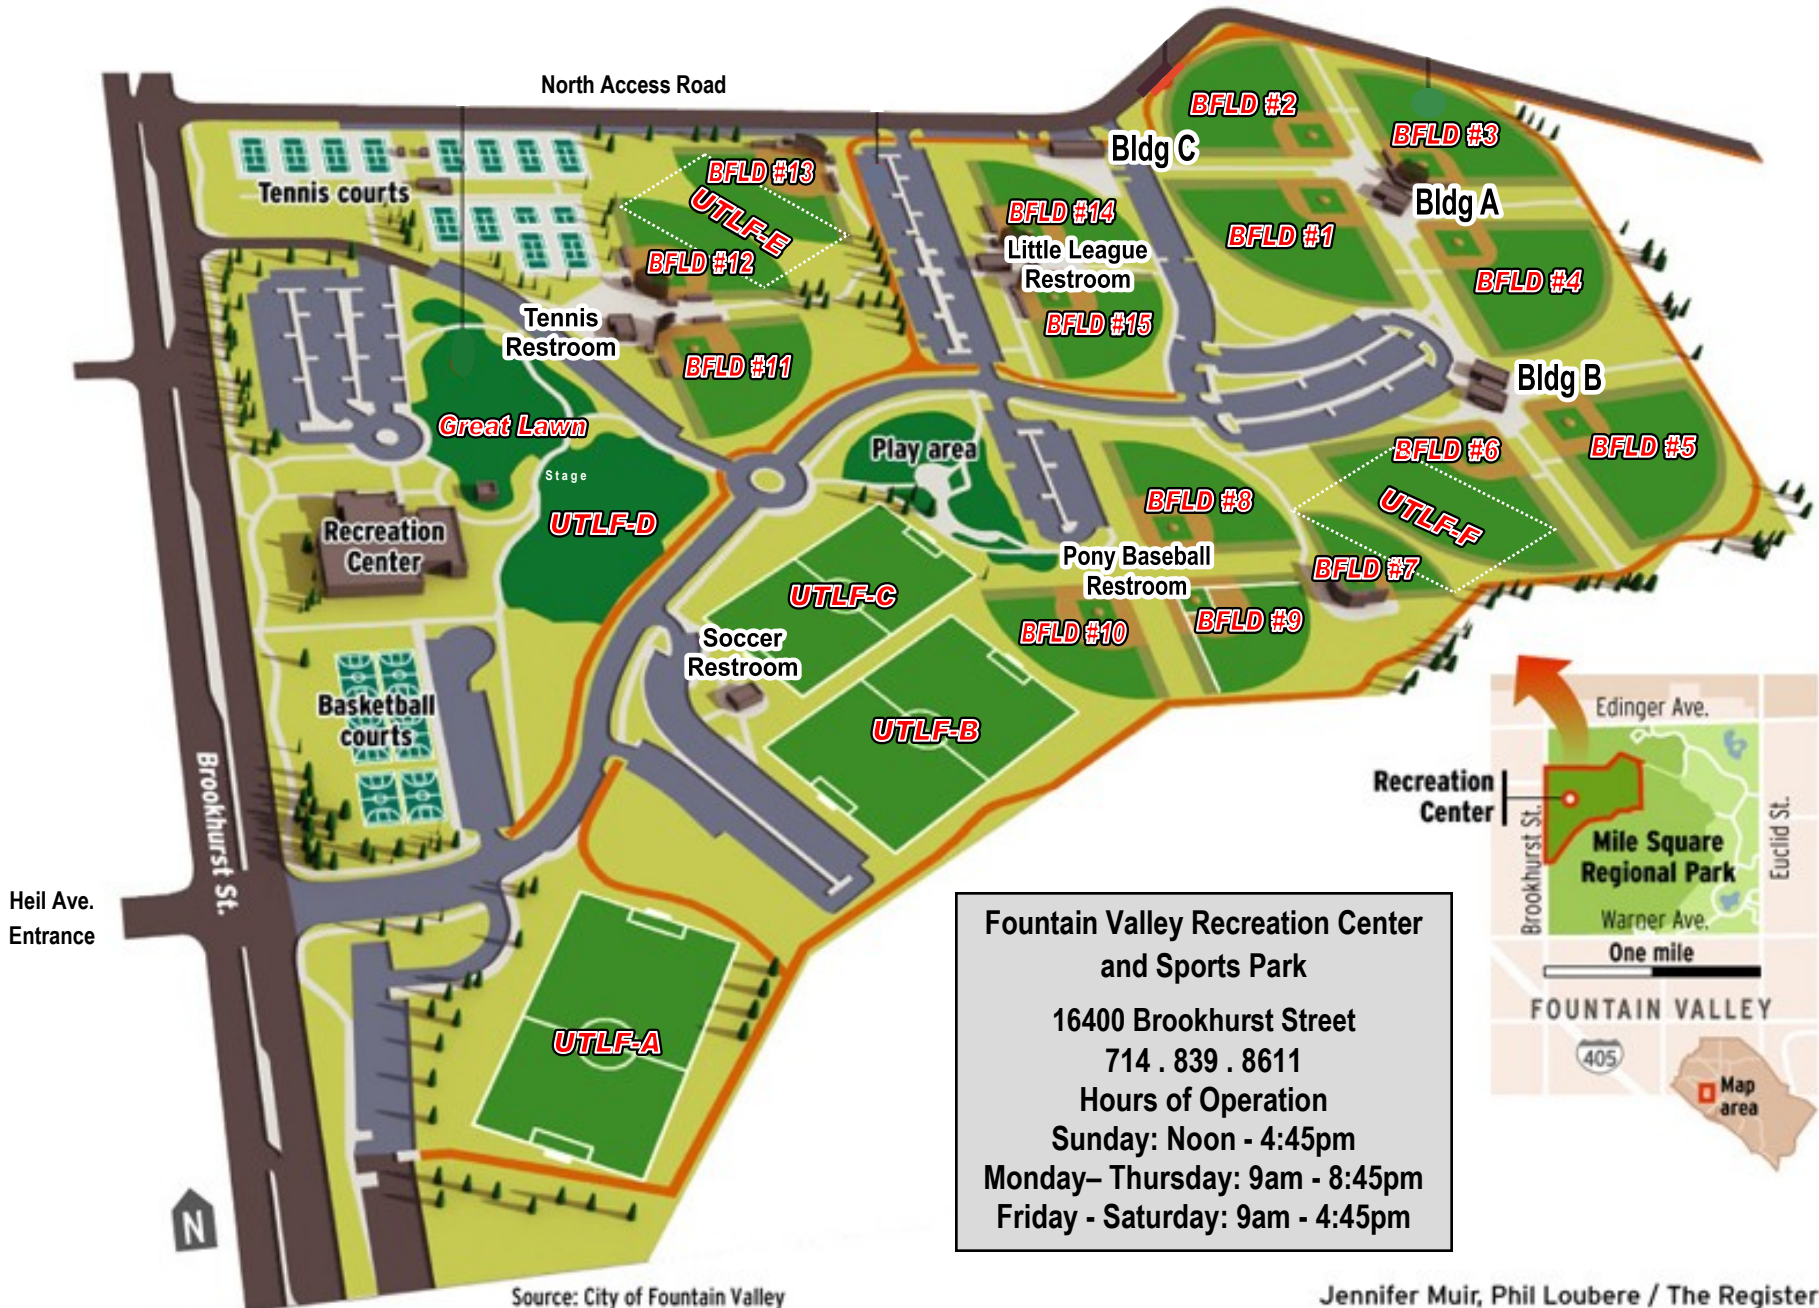 North Access Road
BFLD #2
BFLD #3
Bldg C
BFLD #13
Tennis courts
UTLF-E
BFLD #14
Bldg A
BFLD #1
Little League
Restroom
BFLD #12
BFLD #4
Tennis
Restroom
BFLD #15
BFLD #11
Bldg B
Great Lawn
Play area
BFLD #6
BFLD #5
Stage
UTLF-D
BFLD #8
UTLF-F
Recreation
Center
Pony Baseball
Restroom
BFLD #7
UTLF-C
BFLD #10
BFLD #9
Soccer
Restroom
Basketball
courts
UTLF-B
Brookhurst St.
Heil Ave.
Entrance
UTLF-A
N
Edinger Ave.
Recreation
Center
Brookhurst St.
Euclid St.
Mile Square
Regional Park
Warner Ave.
One mile
FOUNTAIN VALLEY
405
Map
area
Fountain Valley Recreation Center
and Sports Park
16400 Brookhurst Street
714 . 839 . 8611
Hours of Operation
Sunday: Noon - 4:45pm
Monday– Thursday: 9am - 8:45pm
Friday - Saturday: 9am - 4:45pm
Source: City of Fountain Valley
Jennifer Muir, Phil Loubere / The Register